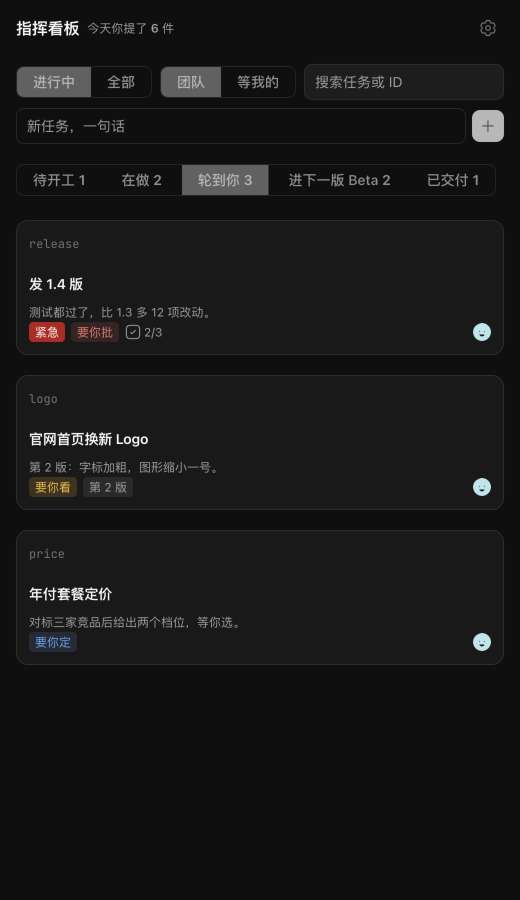 指挥看板 今天你提了 6 件
进行中 全部 团队 等我的 搜索任务或 ID
新任务，一句话
待开工 1 在做 2 轮到你 3 进下一版 Beta 2 已交付 1
release
发 1.4 版
测试都过了，比 1.3 多 12 项改动。
紧急 要你批 2/3
logo
官网首页换新 Logo
第 2 版：字标加粗，图形缩小一号。
要你看 第 2 版
price
年付套餐定价
对标三家竞品后给出两个档位，等你选。
要你定